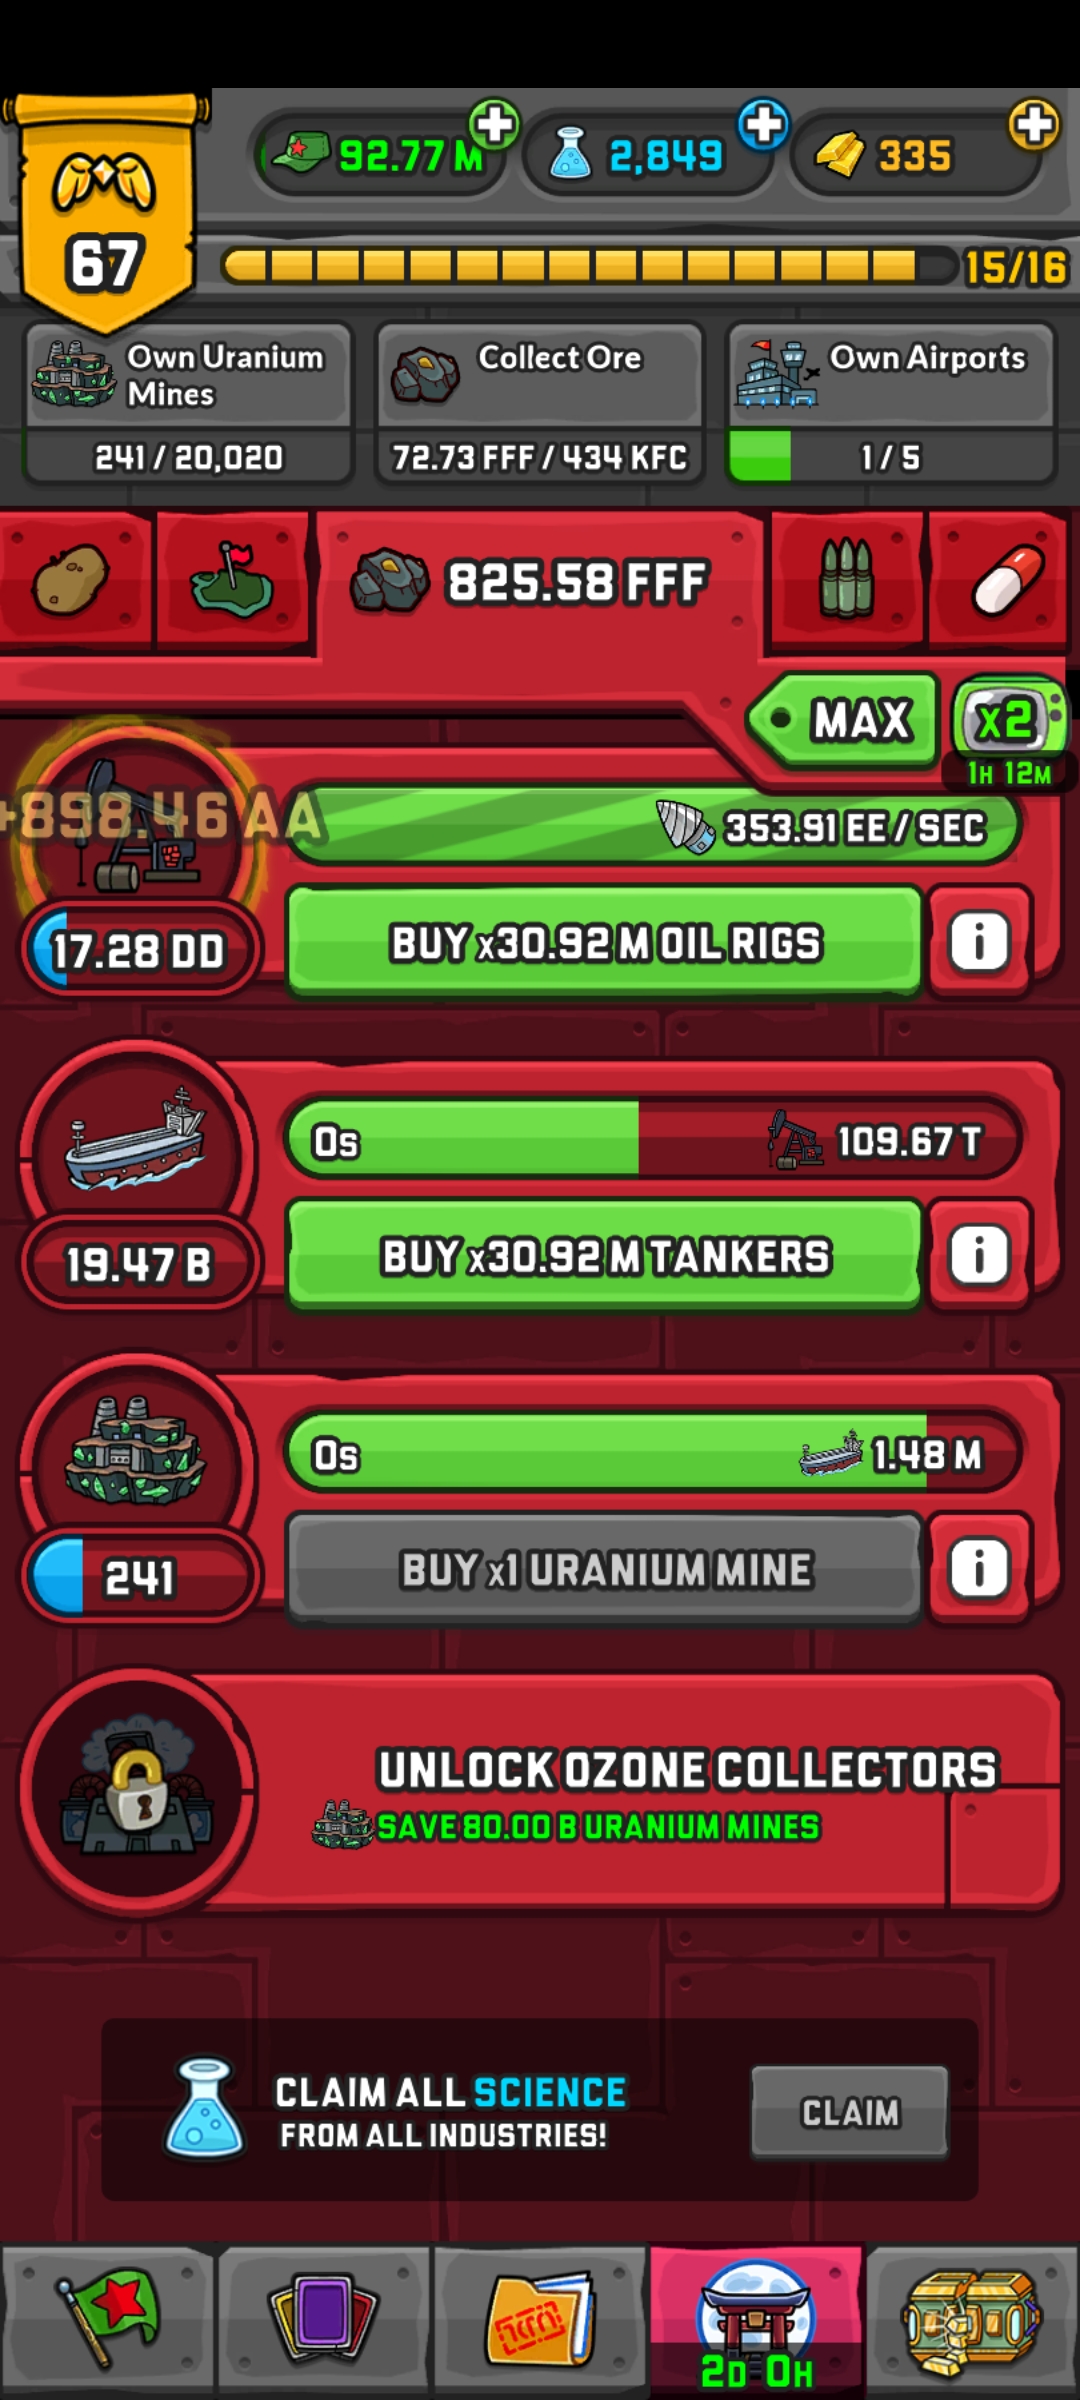 92.77 M
2,849
335
67
15/16
Own Uranium
Mines
241 / 20,020
Collect Ore
72.73 FFF / 434 KFC
Own Airports
1 / 5
825.58 FFF
MAX
x2
1H 12M
+898.46 AA
353.91 EE / SEC
17.28 DD
BUY x30.92 M OIL RIGS
i
0s
109.67 T
19.47 B
BUY x30.92 M TANKERS
i
0s
1.48 M
241
BUY x1 URANIUM MINE
i
UNLOCK OZONE COLLECTORS
SAVE 80.00 B URANIUM MINES
CLAIM ALL SCIENCE
FROM ALL INDUSTRIES!
CLAIM
2D 0H